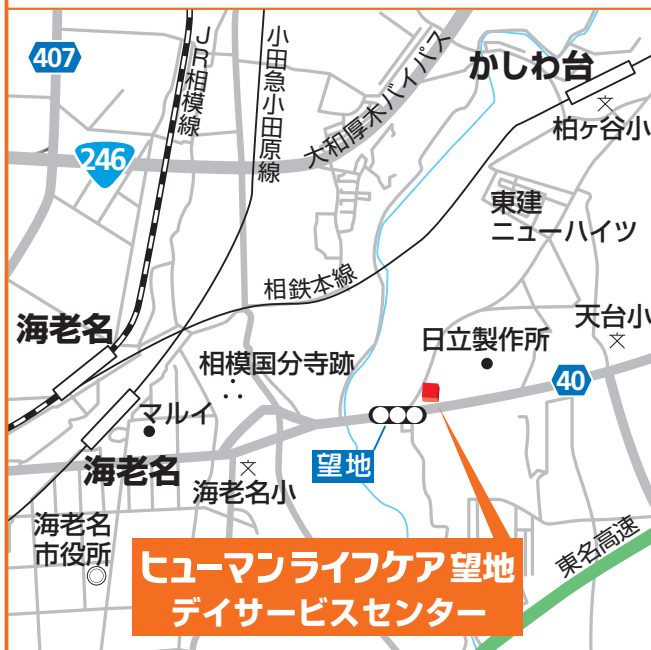 407
JR相模線
小田急小田原線
大和厚木バイパス
かしわ台
柏ヶ谷小
246
東建
ニューハイツ
相鉄本線
海老名
天台小
日立製作所
相模国分寺跡
40
マルイ
望地
海老名
海老名小
海老名
市役所
東名高速
ヒューマンライフケア 望地
デイサービスセンター